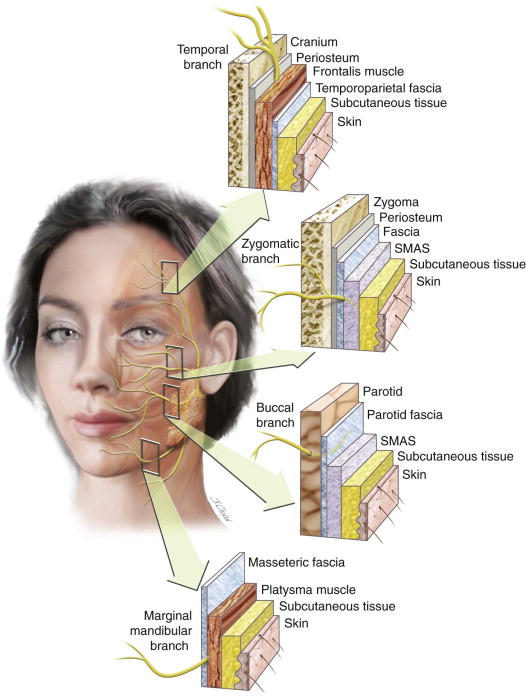 Temporal
branch
Cranium
Periosteum
Frontalis muscle
Temporoparietal fascia
Subcutaneous tissue
Skin
Zygomatic
branch
Zygoma
Periosteum
Fascia
SMAS
Subcutaneous tissue
Skin
Buccal
branch
Parotid
Parotid fascia
SMAS
Subcutaneous tissue
Skin
Marginal
mandibular
branch
Masseteric fascia
Platysma muscle
Subcutaneous tissue
Skin